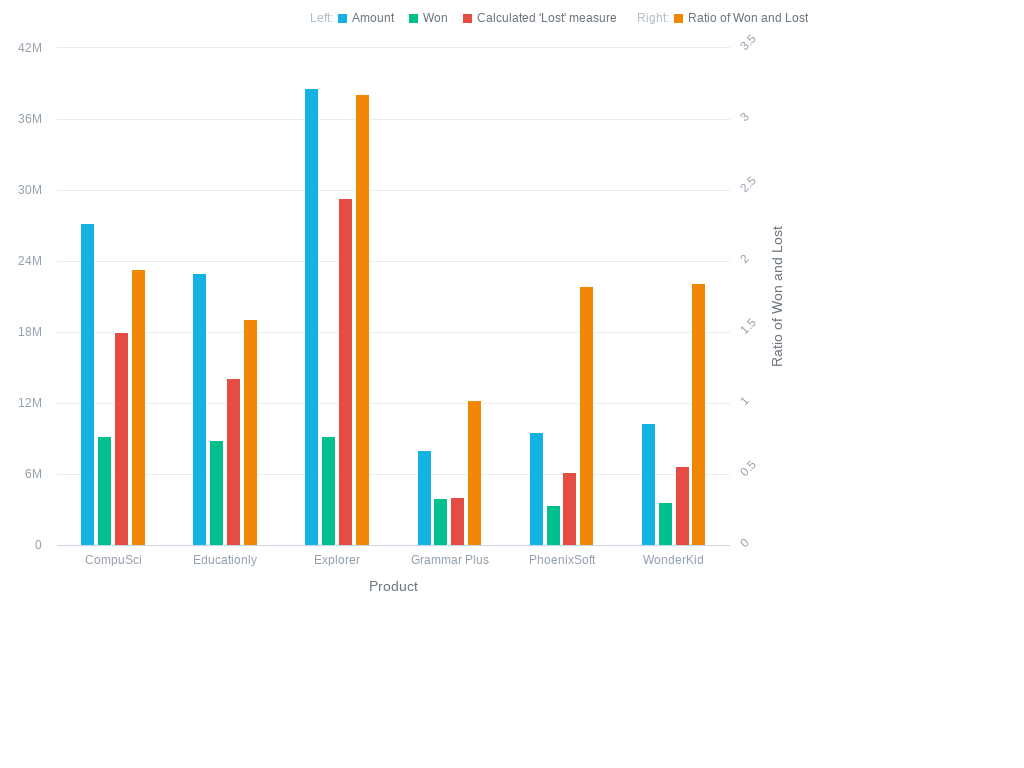 Left: Amount Won Calculated 'Lost' measure Right: Ratio of Won and Lost
42M
36M
30M
24M
18M
12M
6M
0
3.5
3
2.5
2
1.5
1
0.5
0
Ratio of Won and Lost
CompuSci Educationly Explorer Grammar Plus PhoenixSoft WonderKid
Product